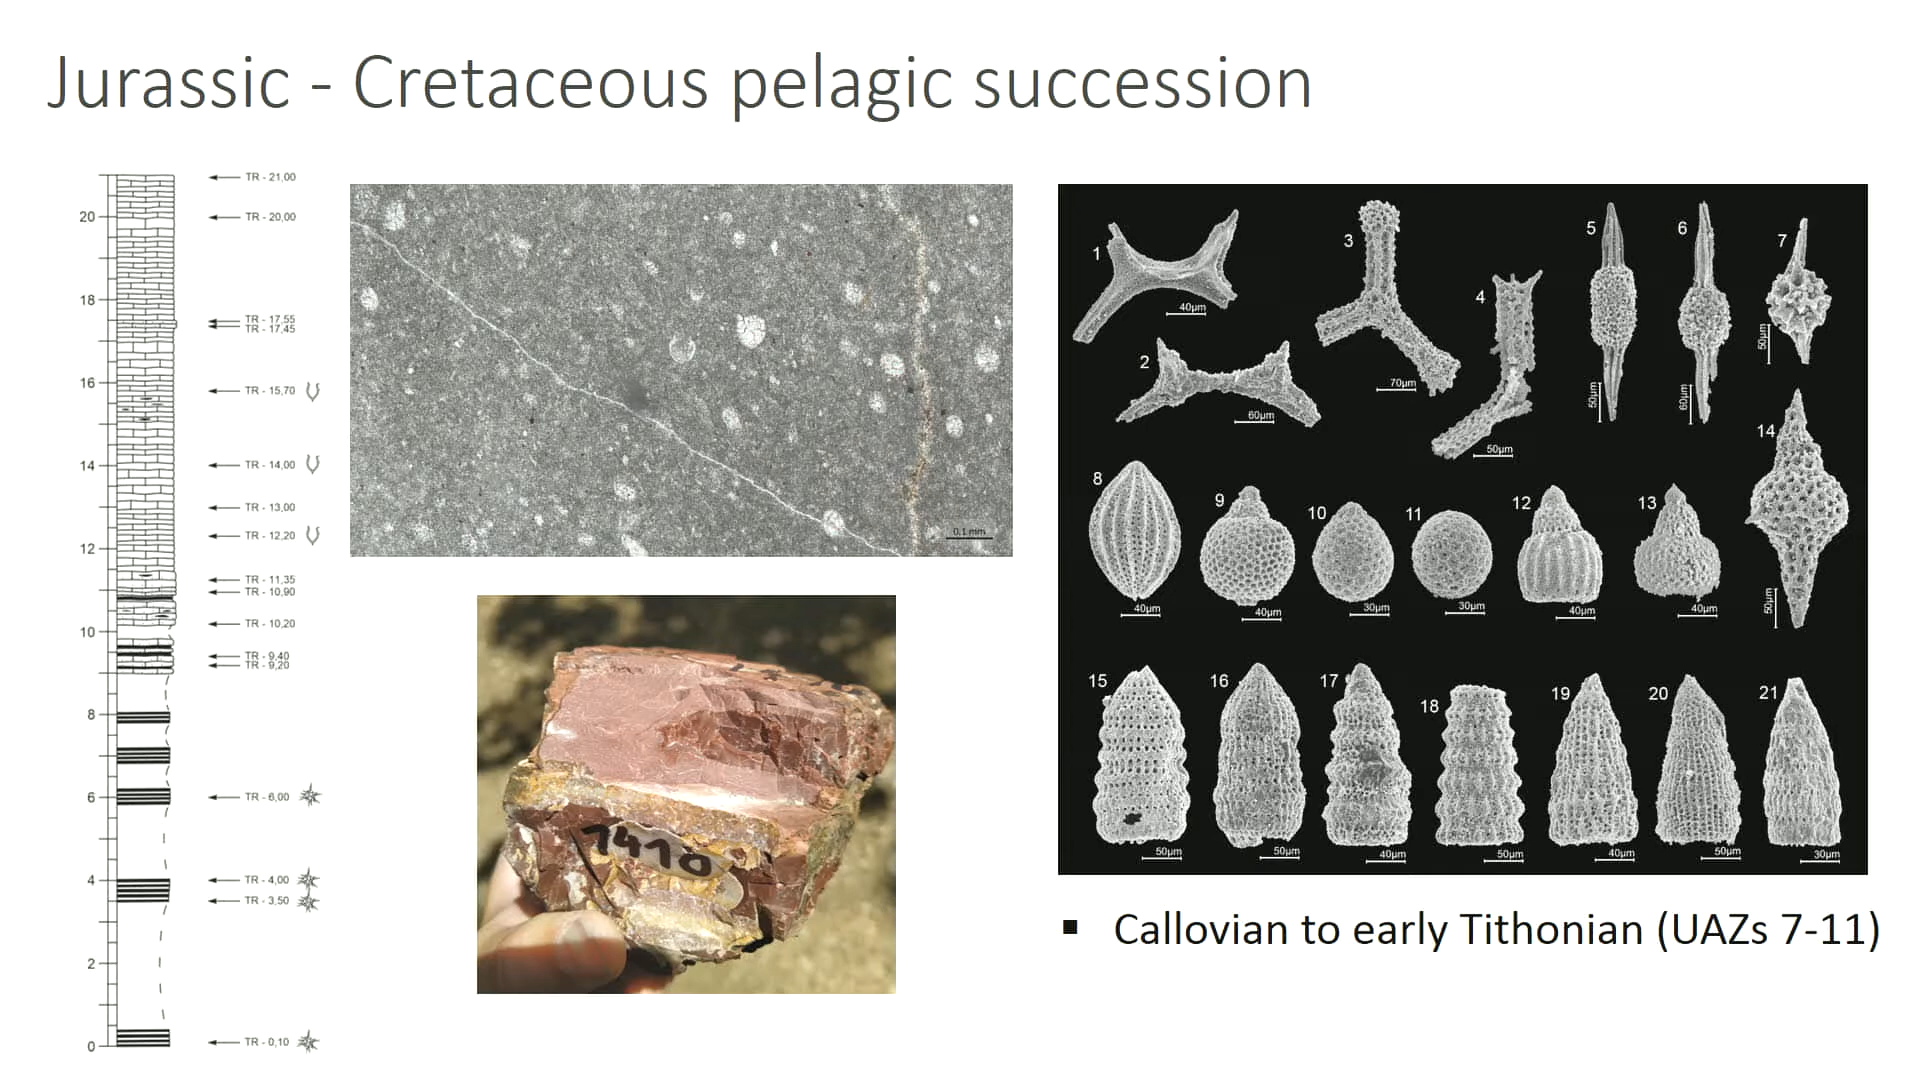 Jurassic - Cretaceous pelagic succession
TR - 21,00
20
TR - 20,00
18
TR - 17,55
TR - 17,45
16
TR - 15,70
14
TR - 14,00
TR - 13,00
12
TR - 12,20
TR - 11,35
TR - 10,90
10
TR - 10,20
TR - 9,40
TR - 9,20
8
6
TR - 6,00
4
TR - 4,00
TR - 3,50
2
0
TR - 0,10
0,1 mm
7410
1
40µm
2
60µm
3
70µm
4
50µm
5
50µm
6
60µm
7
50µm
8
40µm
9
40µm
10
30µm
11
30µm
12
40µm
13
40µm
14
50µm
15
50µm
16
50µm
17
40µm
18
50µm
19
40µm
20
50µm
21
30µm
▪ Callovian to early Tithonian (UAZs 7-11)